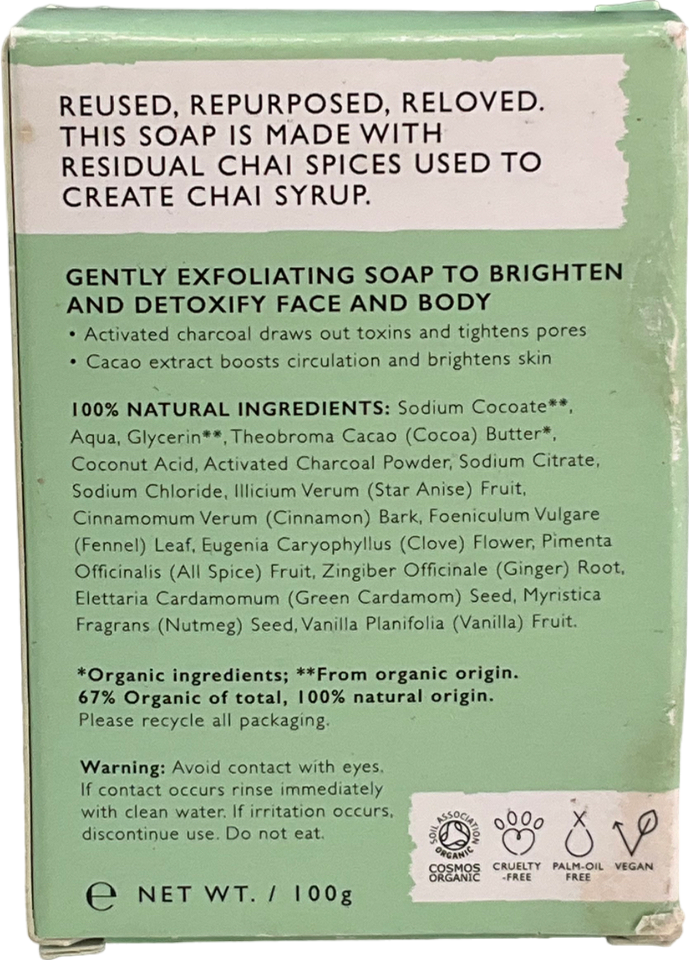 REUSED, REPURPOSED, RELOVED.
THIS SOAP IS MADE WITH
RESIDUAL CHAI SPICES USED TO
CREATE CHAI SYRUP.
GENTLY EXFOLIATING SOAP TO BRIGHTEN
AND DETOXIFY FACE AND BODY
• Activated charcoal draws out toxins and tightens pores
• Cacao extract boosts circulation and brightens skin
100% NATURAL INGREDIENTS: Sodium Cocoate**,
Aqua, Glycerin**, Theobroma Cacao (Cocoa) Butter*,
Coconut Acid, Activated Charcoal Powder, Sodium Citrate,
Sodium Chloride, Illicium Verum (Star Anise) Fruit,
Cinnamomum Verum (Cinnamon) Bark, Foeniculum Vulgare
(Fennel) Leaf, Eugenia Caryophyllus (Clove) Flower, Pimenta
Officinalis (All Spice) Fruit, Zingiber Officinale (Ginger) Root,
Elettaria Cardamomum (Green Cardamom) Seed, Myristica
Fragrans (Nutmeg) Seed, Vanilla Planifolia (Vanilla) Fruit.
*Organic ingredients; **From organic origin.
67% Organic of total, 100% natural origin.
Please recycle all packaging.
Warning: Avoid contact with eyes.
If contact occurs rinse immediately
with clean water. If irritation occurs,
discontinue use. Do not eat.
℮ NET WT. / 100g
SOIL ASSOCIATION
ORGANIC
COSMOS
ORGANIC
CRUELTY
-FREE
PALM-OIL
FREE
VEGAN